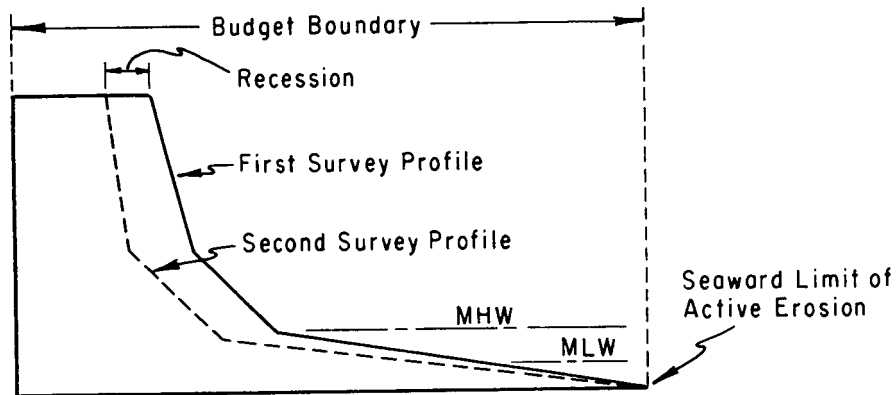 Budget Boundary
Recession
First Survey Profile
Second Survey Profile
Seaward Limit of
Active Erosion
MHW
MLW